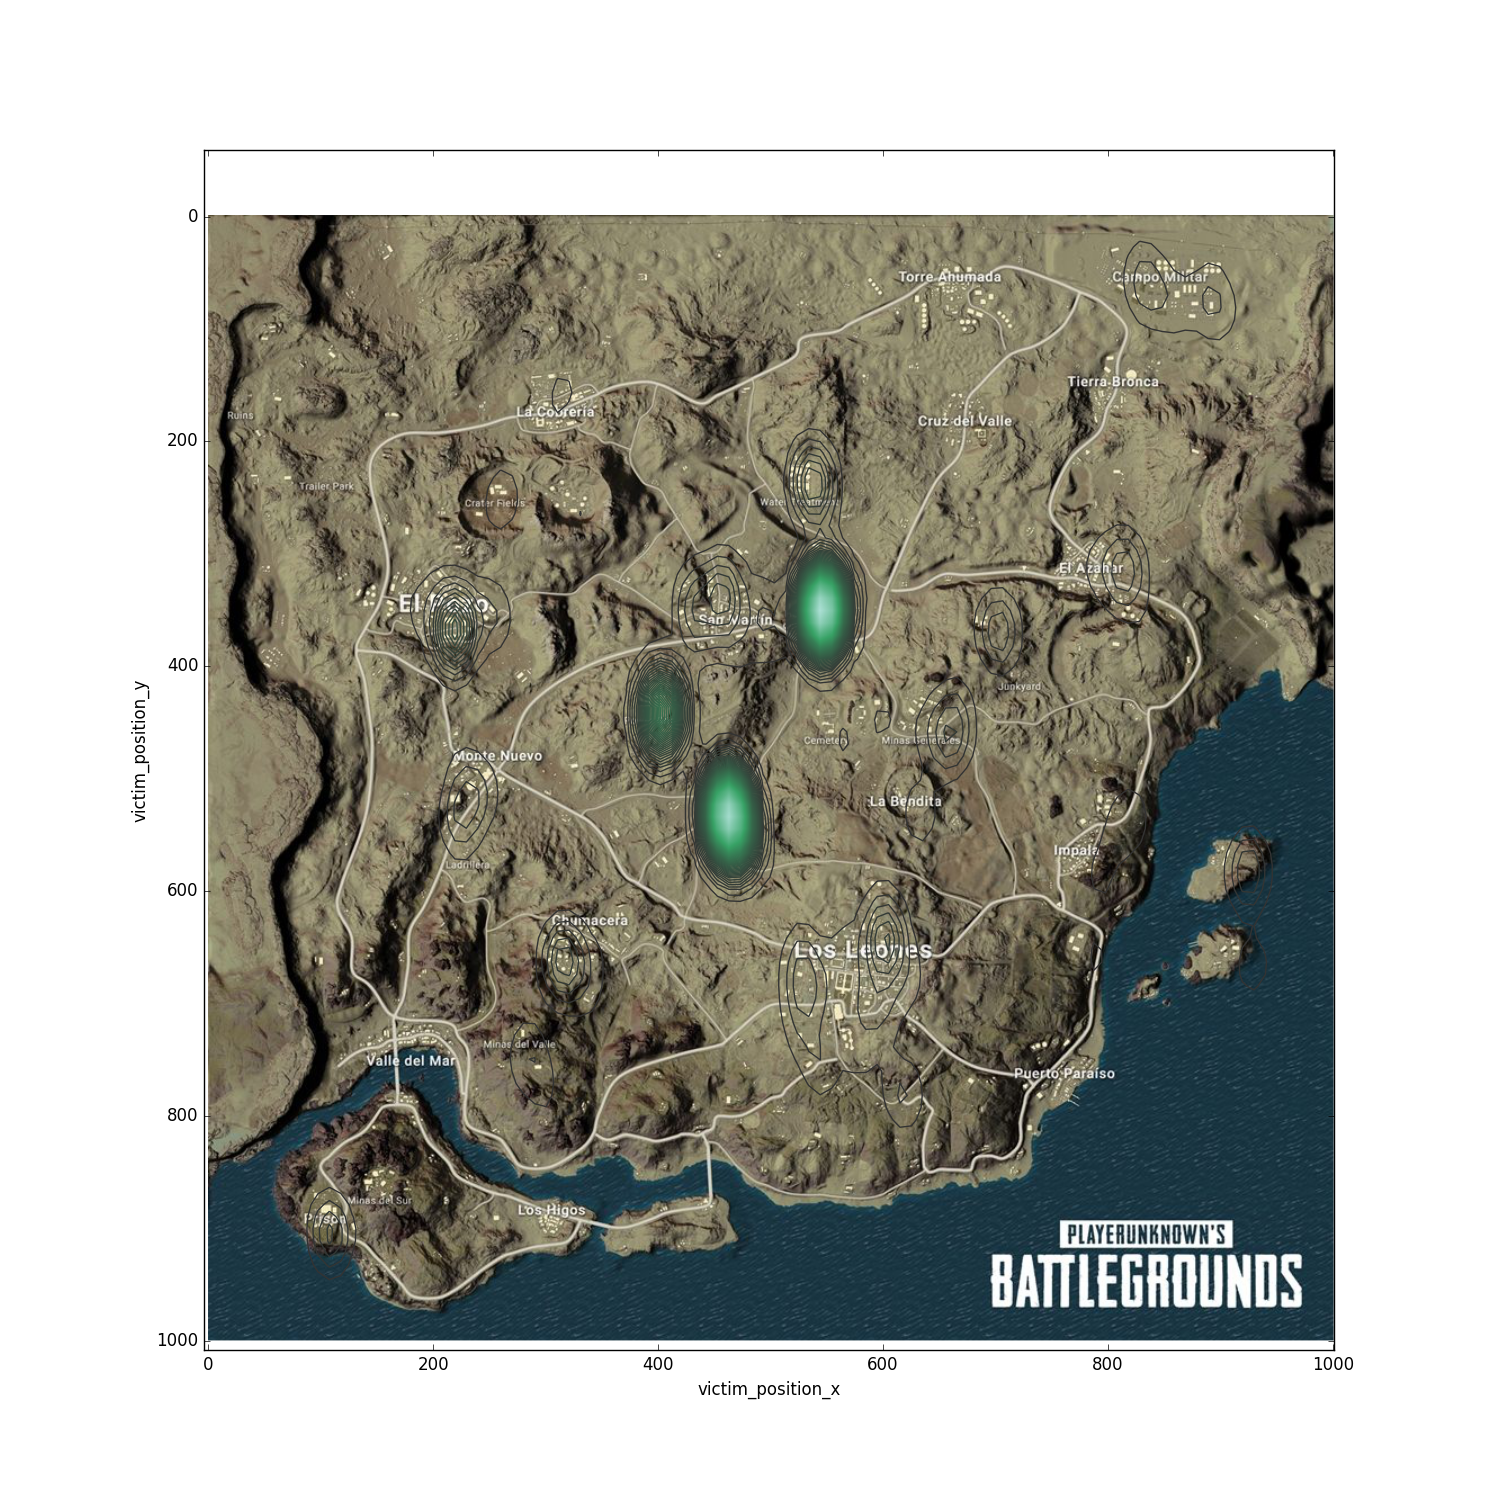 0
Torre Ahumada
Campo Militar
Tierra Bronca
Ruins
La Cobreria
Cruz del Valle
200
Trailer Park
Crater Fields
Water Treatment
El Azahar
El Pozo
San Martin
400
Junkyard
Cemetery
Minas Generales
Monte Nuevo
La Bendita
Impala
Ladrillera
600
Chumacera
Los Leones
Minas del Valle
Valle del Mar
Puerto Paraiso
800
Minas del Sur
Prison
Los Higos
PLAYERUNKNOWN'S
BATTLEGROUNDS
1000
0
200
400
600
800
1000
victim_position_x
victim_position_y